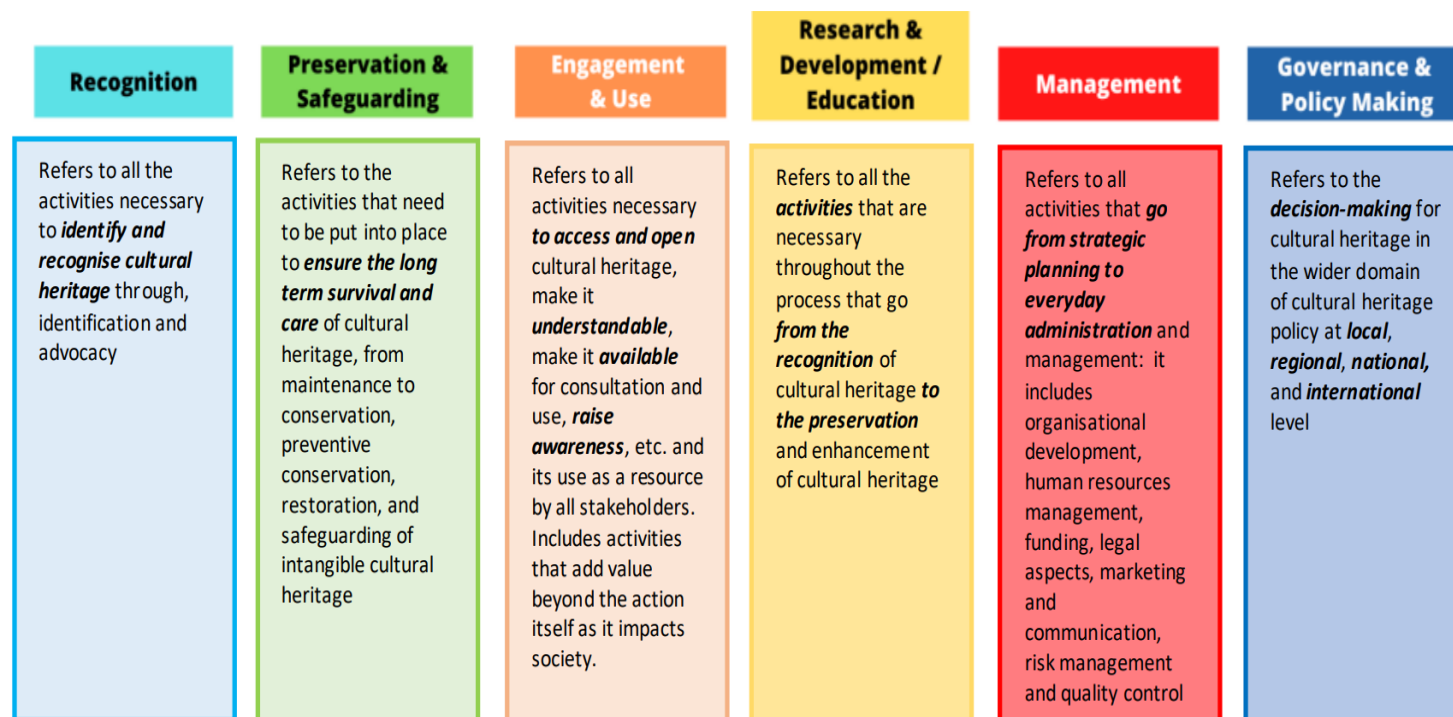 Recognition
Refers to all the
activities necessary
to identify and
recognise cultural
heritage through,
identification and
advocacy
Preservation &
Safeguarding
Refers to the
activities that need
to be put into place
to ensure the long
term survival and
care of cultural
heritage, from
maintenance to
conservation,
preventive
conservation,
restoration, and
safeguarding of
intangible cultural
heritage
Engagement
& Use
Refers to all
activities necessary
to access and open
cultural heritage,
make it
understandable,
make it available
for consultation and
use, raise
awareness, etc. and
its use as a resource
by all stakeholders.
Includes activities
that add value
beyond the action
itself as it impacts
society.
Research &
Development /
Education
Refers to all the
activities that are
necessary
throughout the
process that go
from the
recognition of
cultural heritage to
the preservation
and enhancement
of cultural heritage
Management
Refers to all
activities that go
from strategic
planning to
everyday
administration and
management: it
includes
organisational
development,
human resources
management,
funding, legal
aspects, marketing
and
communication,
risk management
and quality control
Governance &
Policy Making
Refers to the
decision-making for
cultural heritage in
the wider domain
of cultural heritage
policy at local,
regional, national,
and international
level